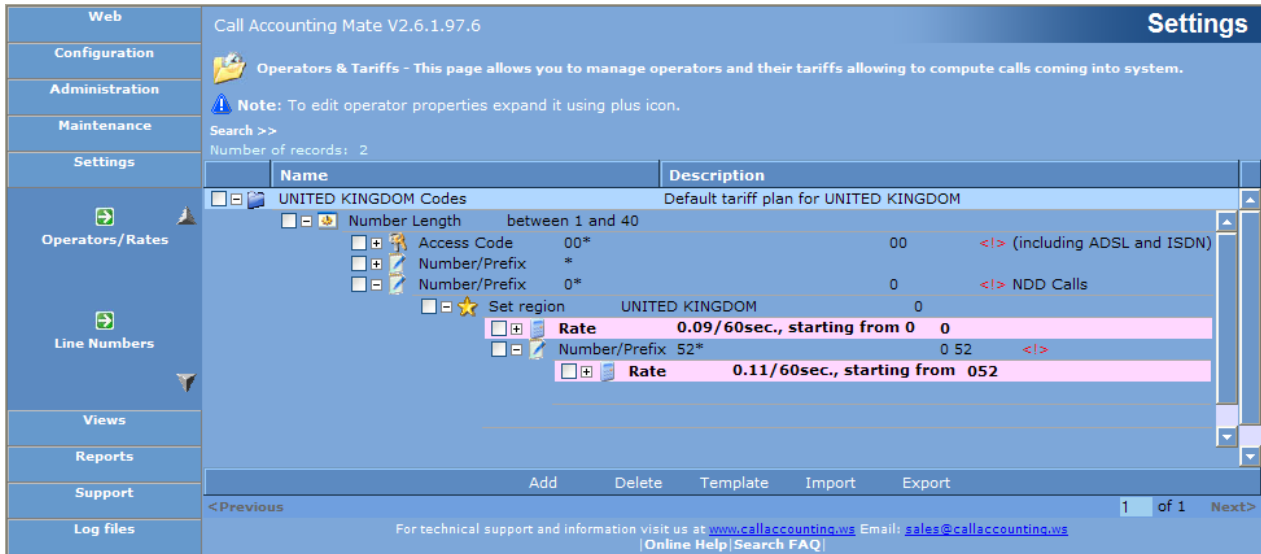 Web
Configuration
Administration
Maintenance
Settings
Operators/Rates
Line Numbers
Views
Reports
Support
Log files
Call Accounting Mate V2.6.1.97.6 Settings
Operators & Tariffs - This page allows you to manage operators and their tariffs allowing to compute calls coming into system.
Note: To edit operator properties expand it using plus icon.
Search >>
Number of records: 2
Name Description
UNITED KINGDOM Codes Default tariff plan for UNITED KINGDOM
Number Length between 1 and 40
Access Code 00* 00 <!> (including ADSL and ISDN)
Number/Prefix *
Number/Prefix 0* 0 <!> NDD Calls
Set region UNITED KINGDOM 0
Rate 0.09/60sec., starting from 0 0
Number/Prefix 52* 0 52 <!>
Rate 0.11/60sec., starting from 052
Add Delete Template Import Export
<Previous 1 of 1 Next>
For technical support and information visit us at www.callaccounting.ws Email: sales@callaccounting.ws
|Online Help|Search FAQ|